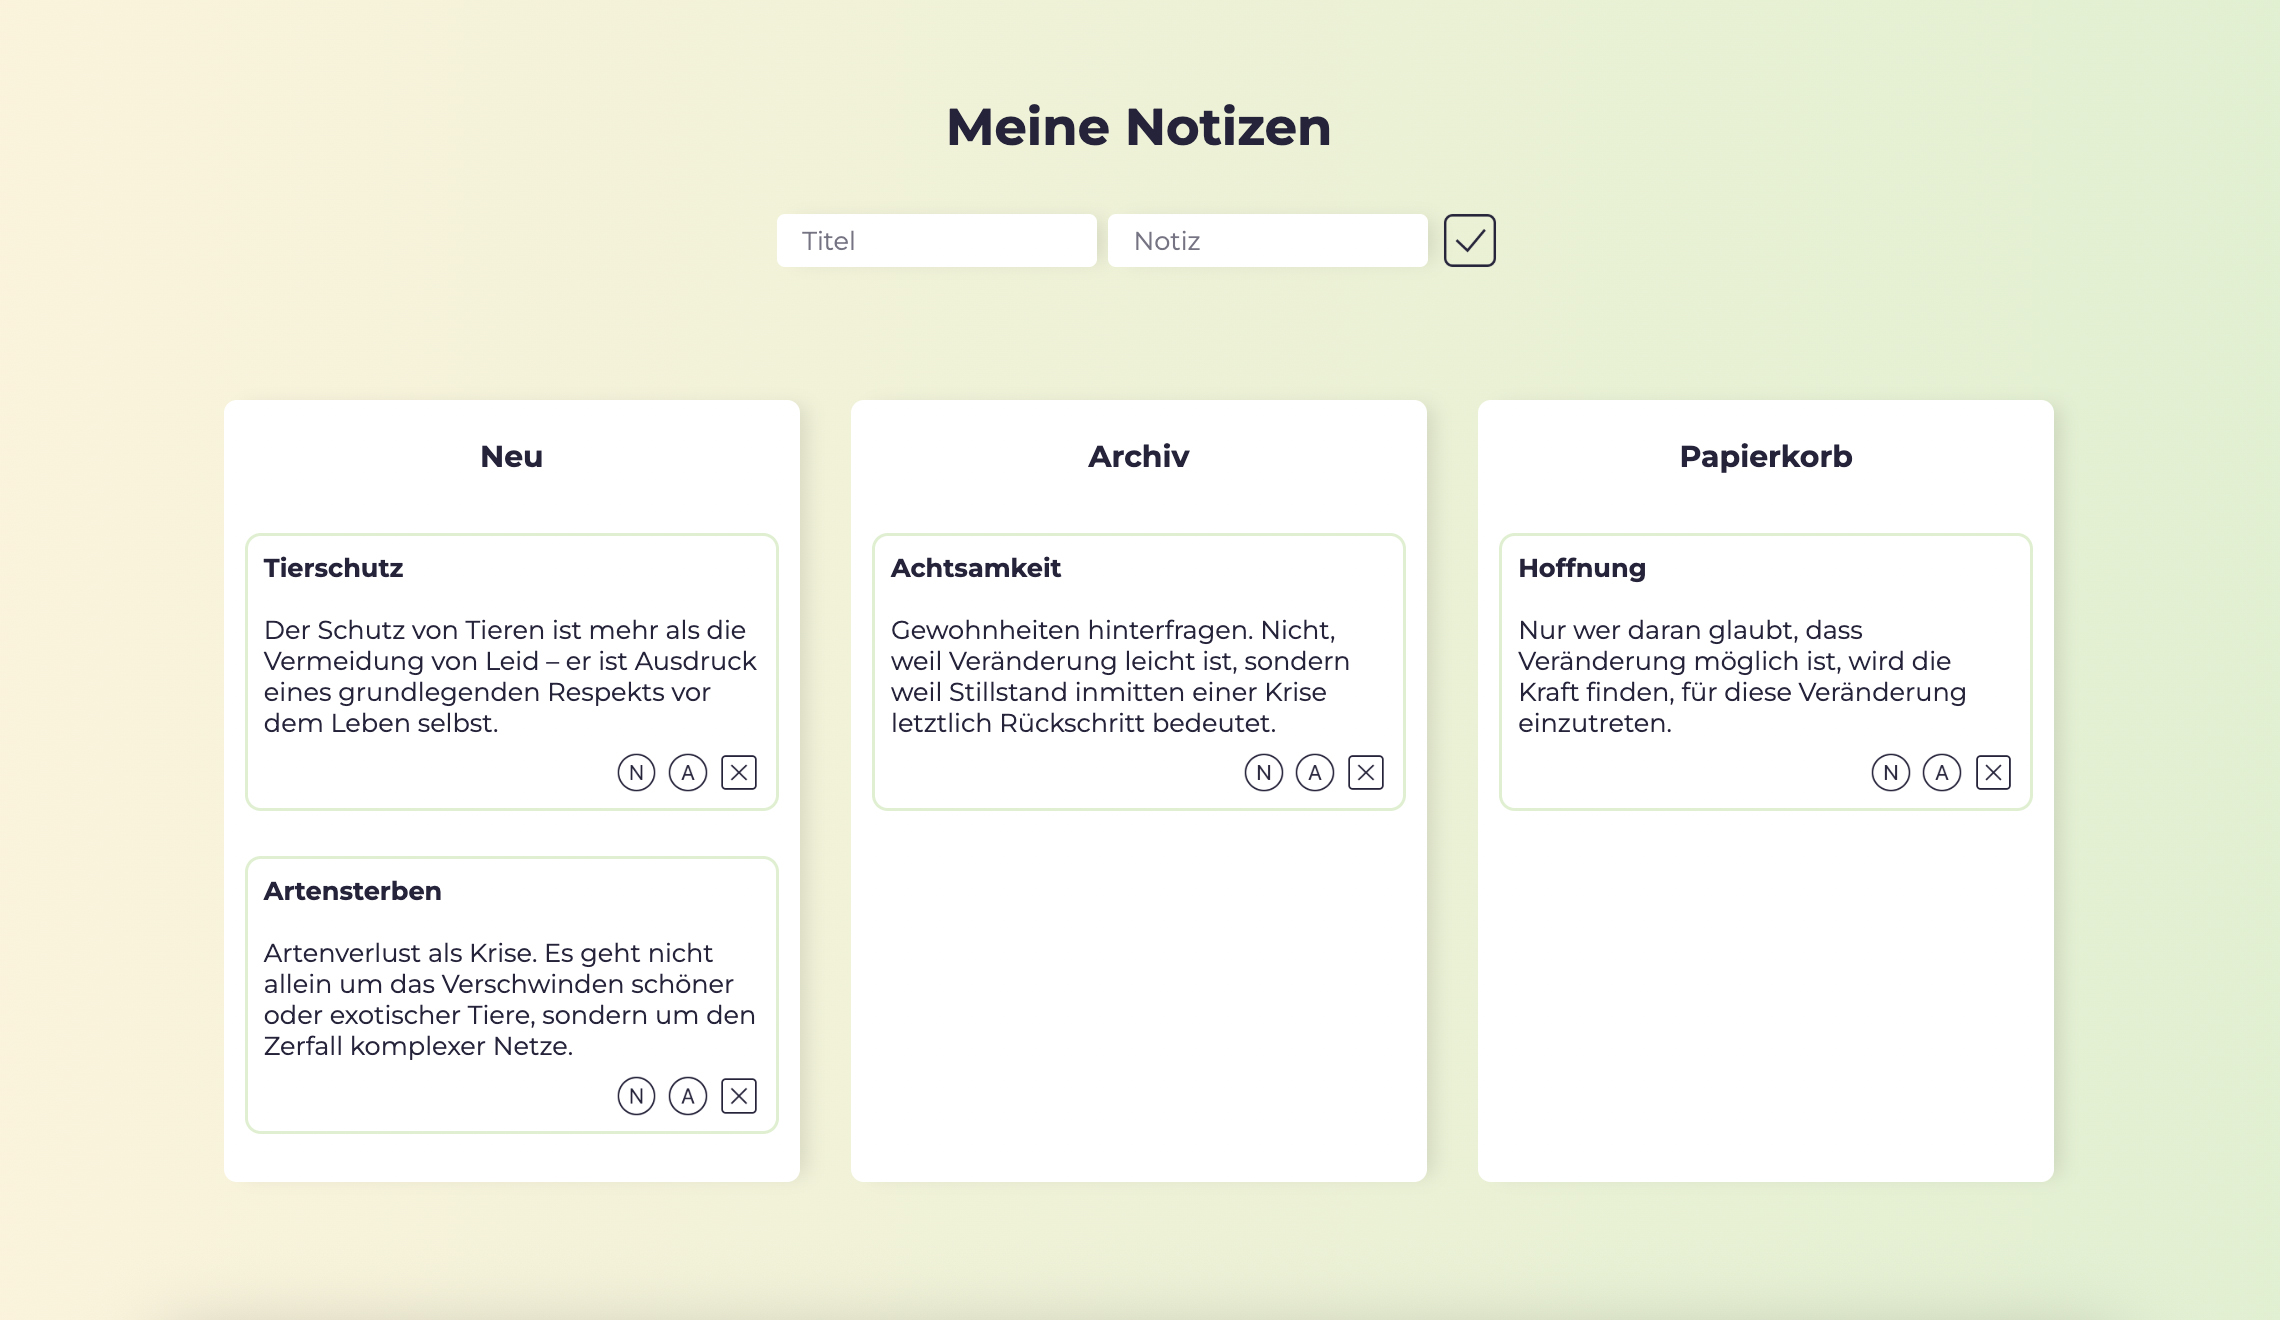 Meine Notizen
Titel
Notiz
Neu
Tierschutz
Der Schutz von Tieren ist mehr als die
Vermeidung von Leid – er ist Ausdruck
eines grundlegenden Respekts vor
dem Leben selbst.
N A
Artensterben
Artenverlust als Krise. Es geht nicht
allein um das Verschwinden schöner
oder exotischer Tiere, sondern um den
Zerfall komplexer Netze.
N A
Archiv
Achtsamkeit
Gewohnheiten hinterfragen. Nicht,
weil Veränderung leicht ist, sondern
weil Stillstand inmitten einer Krise
letztlich Rückschritt bedeutet.
N A
Papierkorb
Hoffnung
Nur wer daran glaubt, dass
Veränderung möglich ist, wird die
Kraft finden, für diese Veränderung
einzutreten.
N A